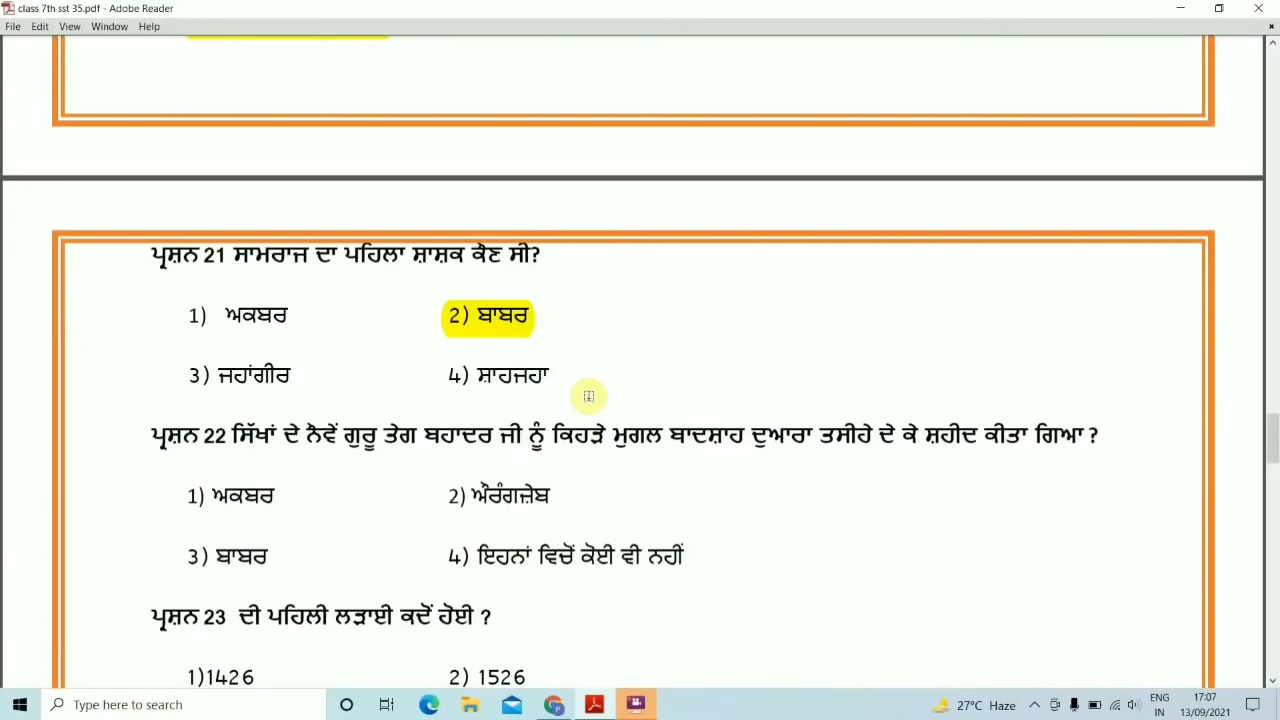 class 7th sst 35.pdf - Adobe Reader
File Edit View Window Help
ਪ੍ਰਸ਼ਨ 21 ਸਾਮਰਾਜ ਦਾ ਪਹਿਲਾ ਸ਼ਾਸ਼ਕ ਕੌਣ ਸੀ?
1) ਅਕਬਰ 2) ਬਾਬਰ
3) ਜਹਾਂਗੀਰ 4) ਸ਼ਾਹਜਹਾ
ਪ੍ਰਸ਼ਨ 22 ਸਿੱਖਾਂ ਦੇ ਨੌਵੇਂ ਗੁਰੂ ਤੇਗ ਬਹਾਦਰ ਜੀ ਨੂੰ ਕਿਹੜੇ ਮੁਗਲ ਬਾਦਸ਼ਾਹ ਦੁਆਰਾ ਤਸੀਹੇ ਦੇ ਕੇ ਸ਼ਹੀਦ ਕੀਤਾ ਗਿਆ ?
1) ਅਕਬਰ 2) ਔਰੰਗਜ਼ੇਬ
3) ਬਾਬਰ 4) ਇਹਨਾਂ ਵਿਚੋਂ ਕੋਈ ਵੀ ਨਹੀਂ
ਪ੍ਰਸ਼ਨ 23 ਦੀ ਪਹਿਲੀ ਲੜਾਈ ਕਦੋਂ ਹੋਈ ?
1)1426 2) 1526
Type here to search 27°C Haze ENG 17:07
IN 13/09/2021